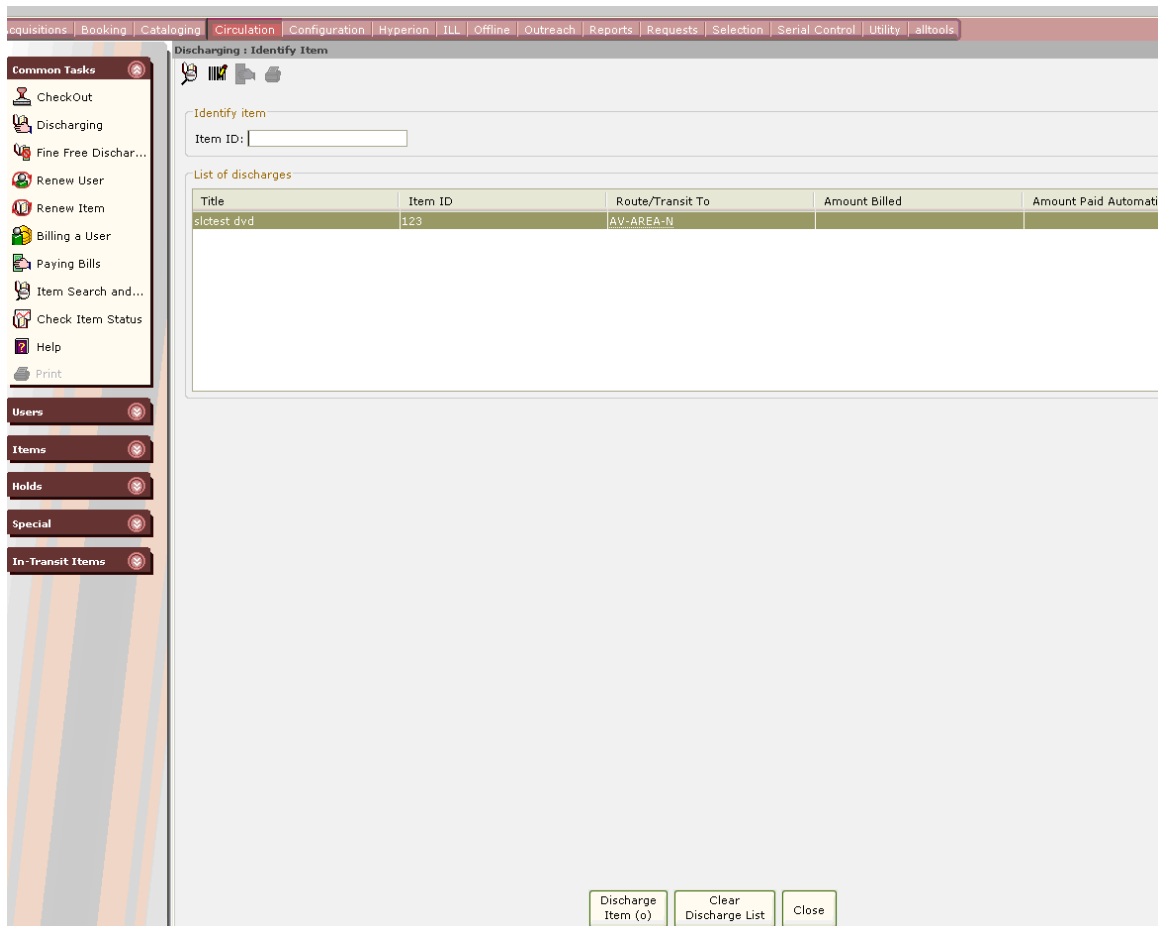 cquisitions Booking Cataloging Circulation Configuration Hyperion ILL Offline Outreach Reports Requests Selection Serial Control Utility alltools
Discharging : Identify Item
Common Tasks
CheckOut
Discharging
Fine Free Dischar...
Renew User
Renew Item
Billing a User
Paying Bills
Item Search and...
Check Item Status
Help
Print
Users
Items
Holds
Special
In-Transit Items
Identify item
Item ID:
List of discharges
Title Item ID Route/Transit To Amount Billed Amount Paid Automati
slctest dvd 123 AV-AREA-N
Discharge
Item (o)
Clear
Discharge List
Close